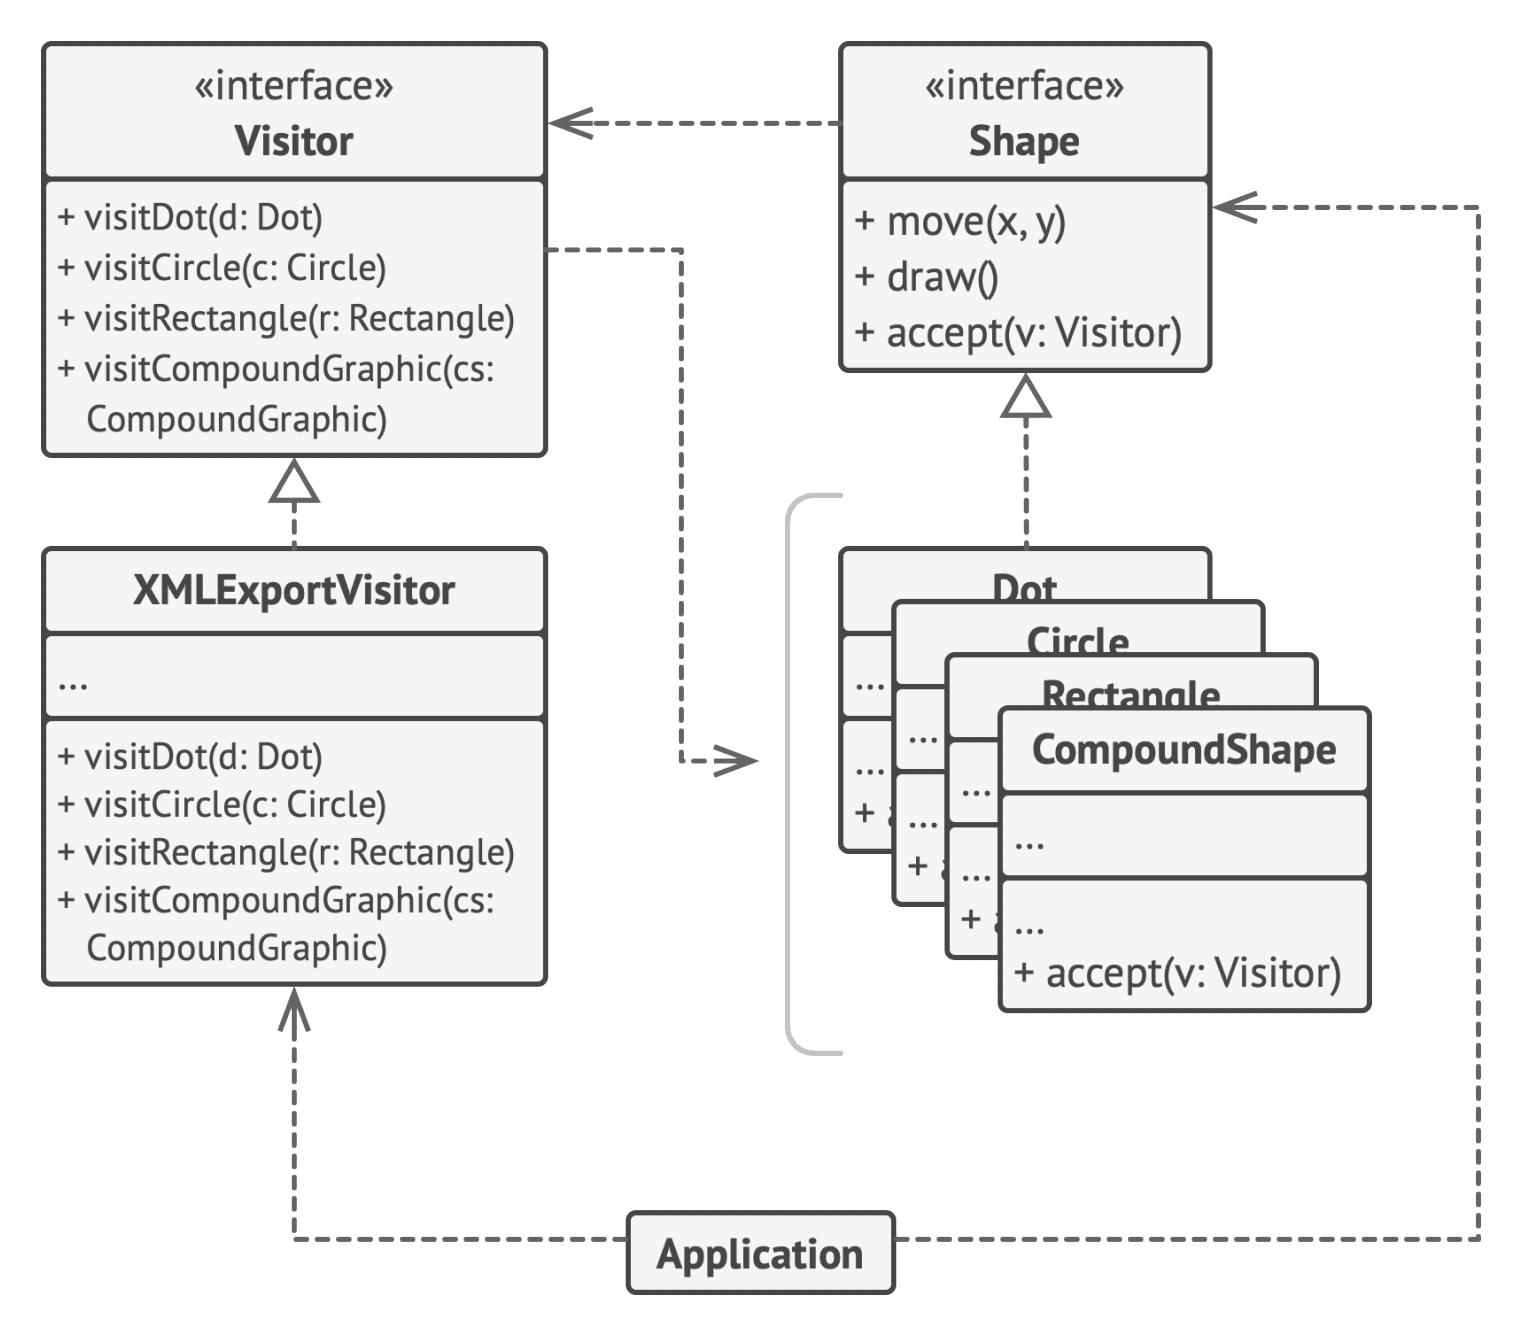 «interface»
Visitor
+ visitDot(d: Dot)
+ visitCircle(c: Circle)
+ visitRectangle(r: Rectangle)
+ visitCompoundGraphic(cs:
CompoundGraphic)
«interface»
Shape
+ move(x, y)
+ draw()
+ accept(v: Visitor)
XMLExportVisitor
...
+ visitDot(d: Dot)
+ visitCircle(c: Circle)
+ visitRectangle(r: Rectangle)
+ visitCompoundGraphic(cs:
CompoundGraphic)
Dot
...
...
+
Circle
...
...
+
Rectangle
...
...
+
CompoundShape
...
...
+ accept(v: Visitor)
Application